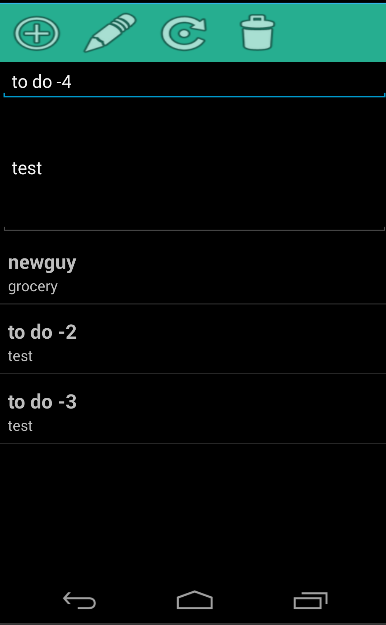 to do -4
test
newguy
grocery
to do -2
test
to do -3
test